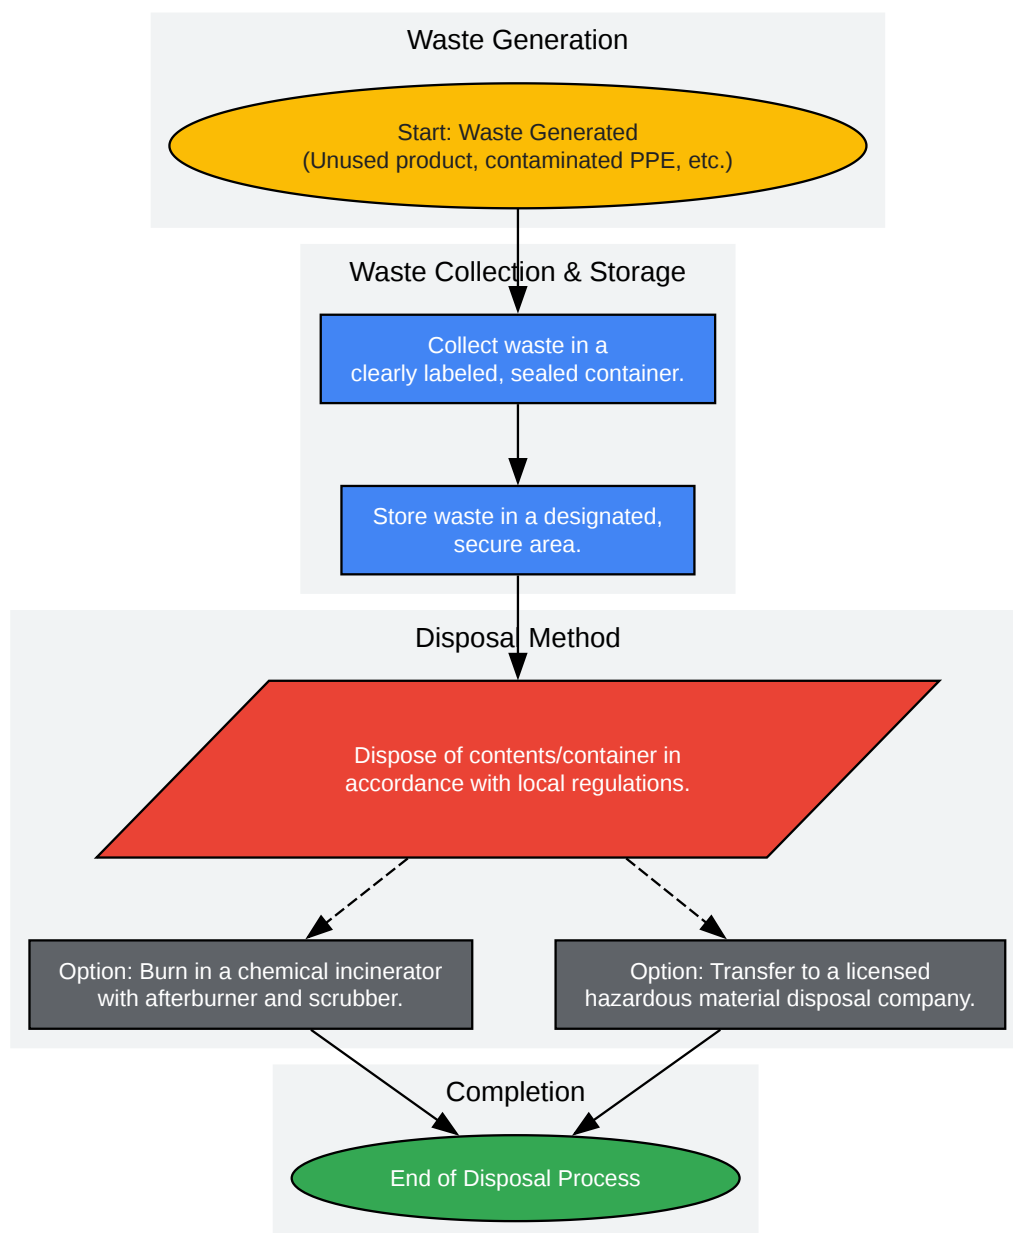 Waste Generation
Start: Waste Generated
(Unused product, contaminated PPE, etc.)
Waste Collection & Storage
Collect waste in a
clearly labeled, sealed container.
Store waste in a designated,
secure area.
Disposal Method
Dispose of contents/container in
accordance with local regulations.
Option: Burn in a chemical incinerator
with afterburner and scrubber.
Option: Transfer to a licensed
hazardous material disposal company.
Completion
End of Disposal Process